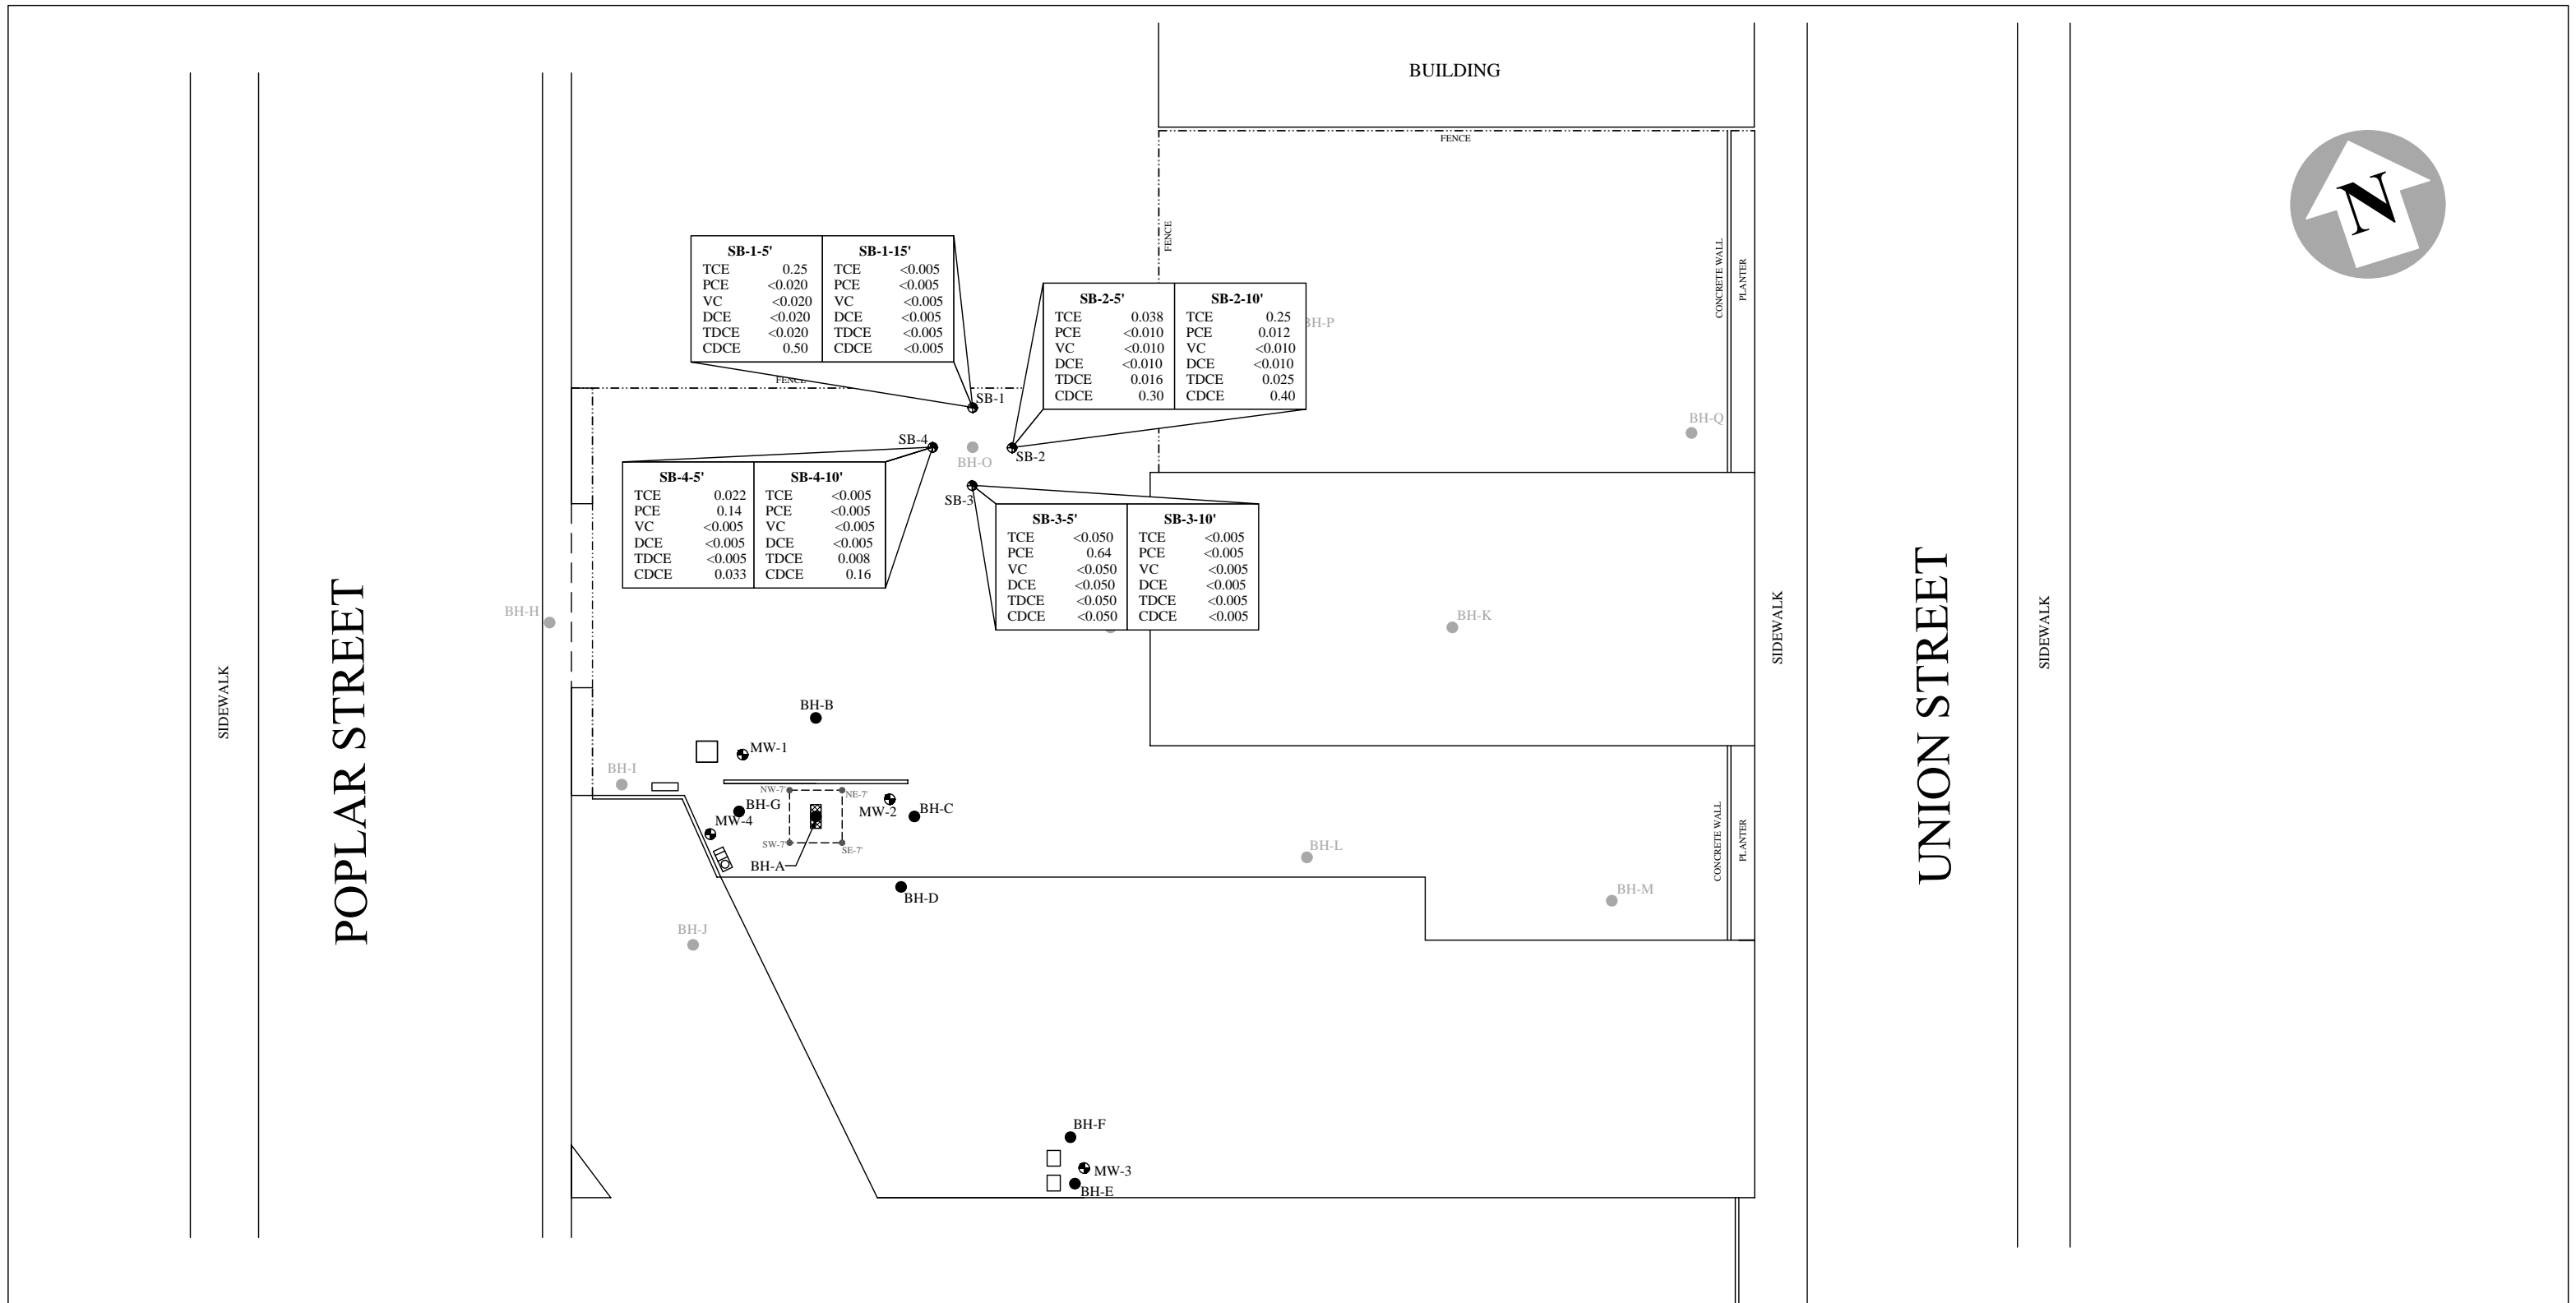 BUILDING
FENCE
FENCE
CONCRETE WALL
PLANTER
N
SB-1-5' SB-1-15'
TCE 0.25 TCE <0.005
PCE <0.020 PCE <0.005
VC <0.020 VC <0.005
DCE <0.020 DCE <0.005
TDCE <0.020 TDCE <0.005
CDCE 0.50 CDCE <0.005
SB-2-5' SB-2-10'
TCE 0.038 TCE 0.25
PCE <0.010 PCE 0.012
VC <0.010 VC <0.010
DCE <0.010 DCE <0.010
TDCE 0.016 TDCE 0.025
CDCE 0.30 CDCE 0.40
BH-P
FENCE
SB-1
BH-Q
SB-4
SB-2
BH-O
SB-3
SB-4-5' SB-4-10'
TCE 0.022 TCE <0.005
PCE 0.14 PCE <0.005
VC <0.005 VC <0.005
DCE <0.005 DCE <0.005
TDCE <0.005 TDCE 0.008
CDCE 0.033 CDCE 0.16
SB-3-5' SB-3-10'
TCE <0.050 TCE <0.005
PCE 0.64 PCE <0.005
VC <0.050 VC <0.005
DCE <0.050 DCE <0.005
TDCE <0.050 TDCE <0.005
CDCE <0.050 CDCE <0.005
BH-H
BH-K
SIDEWALK
POPLAR STREET
SIDEWALK
UNION STREET
SIDEWALK
BH-B
MW-1
BH-I
NW-7'
NE-7'
BH-G
MW-2
BH-C
MW-4
SW-7'
SE-7'
BH-A
BH-L
CONCRETE WALL
PLANTER
BH-D
BH-M
BH-J
BH-F
MW-3
BH-E